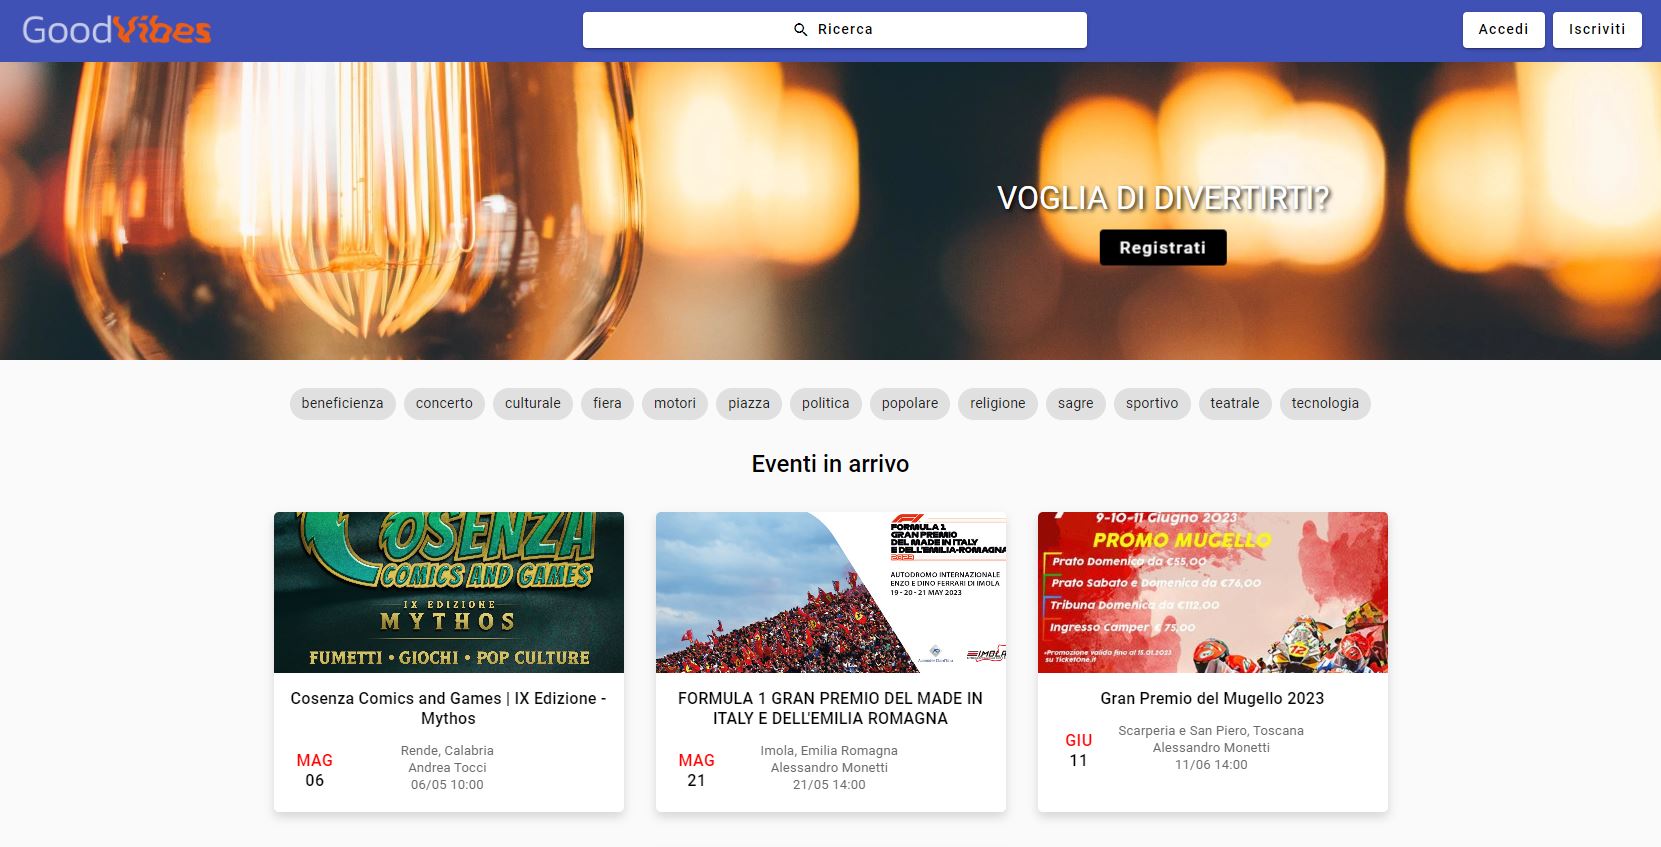 GoodVibes
Ricerca
Accedi
Iscriviti
VOGLIA DI DIVERTIRTI?
Registrati
beneficienza
concerto
culturale
fiera
motori
piazza
politica
popolare
religione
sagre
sportivo
teatrale
tecnologia
Eventi in arrivo
COSENZA
COMICS AND GAMES
IX EDIZIONE
MYTHOS
FUMETTI • GIOCHI • POP CULTURE
Cosenza Comics and Games | IX Edizione -
Mythos
MAG
06
Rende, Calabria
Andrea Tocci
06/05 10:00
FORMULA 1
GRAN PREMIO
DEL MADE IN ITALY
E DELL'EMILIA-ROMAGNA
2023
AUTODROMO INTERNAZIONALE
ENZO E DINO FERRARI DI IMOLA
19 - 20 - 21 MAY 2023
IMOLA
FORMULA 1 GRAN PREMIO DEL MADE IN
ITALY E DELL'EMILIA ROMAGNA
MAG
21
Imola, Emilia Romagna
Alessandro Monetti
21/05 14:00
9-10-11 Giugno 2023
PROMO MUGELLO
Prato Domenica da €55,00
Prato Sabato e Domenica da €76,00
Tribuna Domenica da €112,00
Ingresso Camper € 75,00
*Promozione valida fino al 15.01.2023
su TicketOne.it
Gran Premio del Mugello 2023
GIU
11
Scarperia e San Piero, Toscana
Alessandro Monetti
11/06 14:00